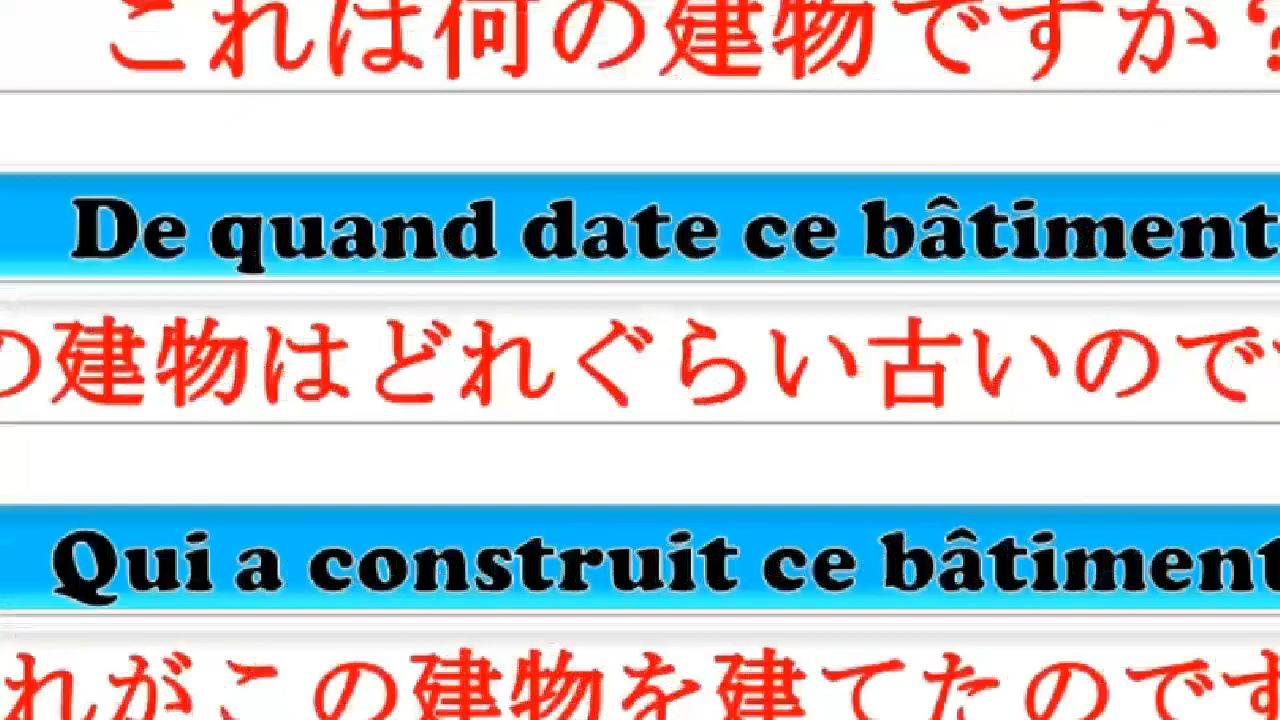 これは何の建物ですか?
De quand date ce bâtiment
の建物はどれぐらい古いので
Qui a construit ce bâtiment
れがこの建物を建てたのです